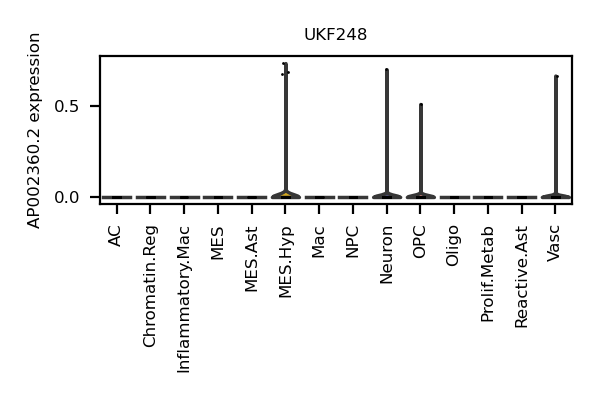 UKF248
AP002360.2 expression
0.5
0.0
AC
Chromatin.Reg
Inflammatory.Mac
MES
MES.Ast
MES.Hyp
Mac
NPC
Neuron
OPC
Oligo
Prolif.Metab
Reactive.Ast
Vasc